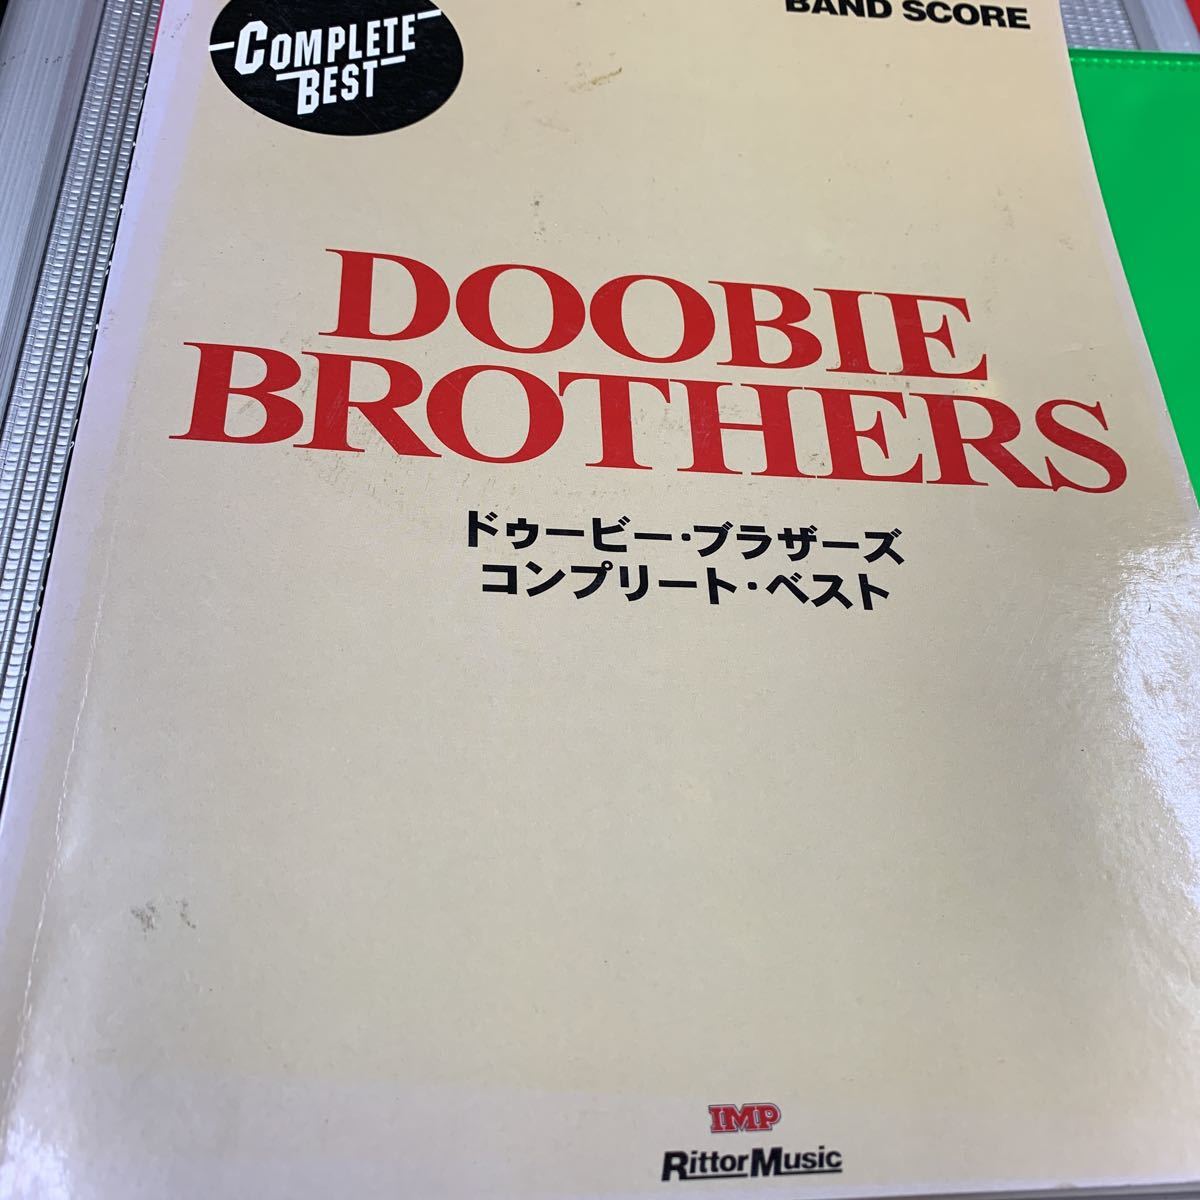 BAND SCORE
COMPLETE
BEST
DOOBIE
BROTHERS
ドゥービー・ブラザーズ
コンプリート・ベスト
IMP
RittorMusic